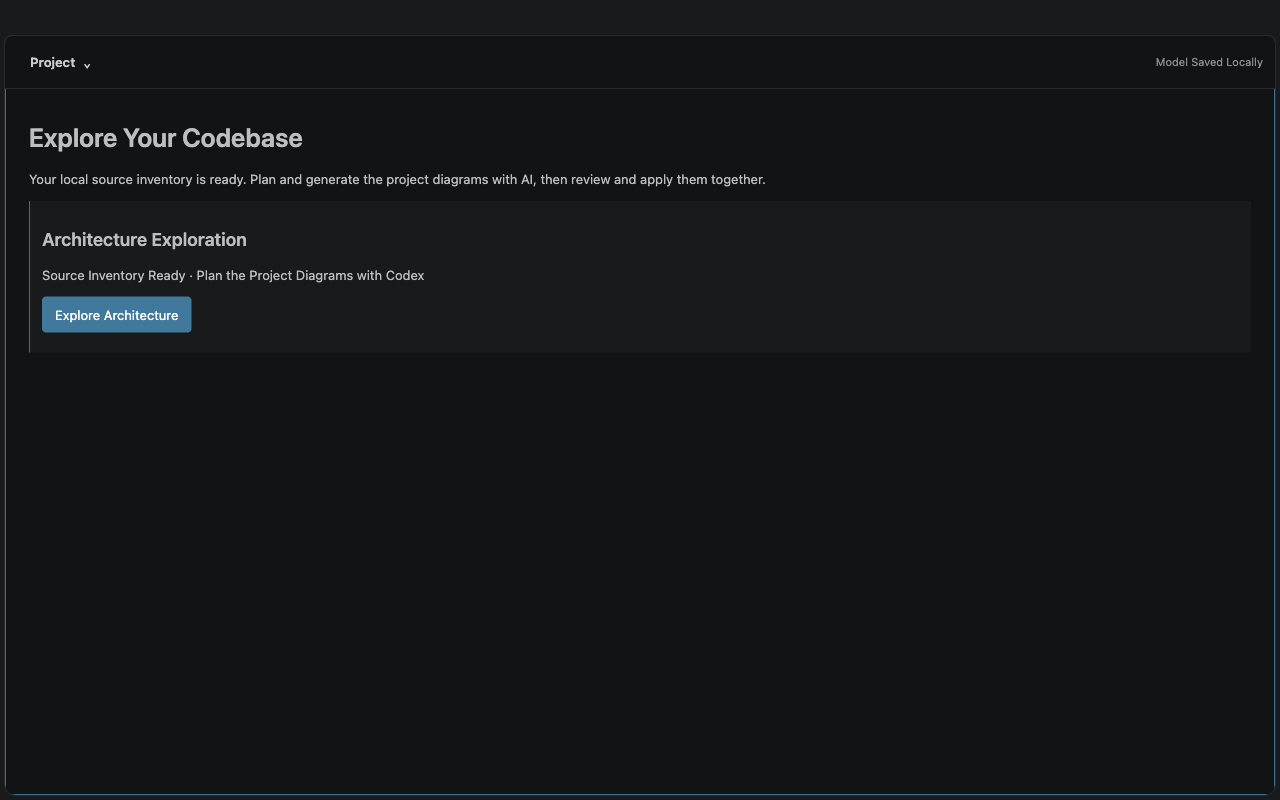 Project
Model Saved Locally
Explore Your Codebase
Your local source inventory is ready. Plan and generate the project diagrams with AI, then review and apply them together.
Architecture Exploration
Source Inventory Ready · Plan the Project Diagrams with Codex
Explore Architecture